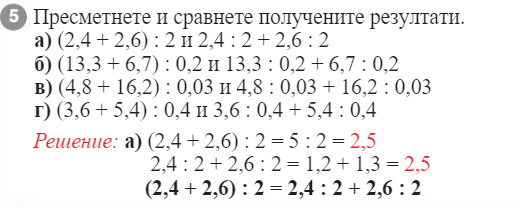 5 Пресметнете и сравнете получените резултати.
а) (2,4 + 2,6) : 2 и 2,4 : 2 + 2,6 : 2
б) (13,3 + 6,7) : 0,2 и 13,3 : 0,2 + 6,7 : 0,2
в) (4,8 + 16,2) : 0,03 и 4,8 : 0,03 + 16,2 : 0,03
г) (3,6 + 5,4) : 0,4 и 3,6 : 0,4 + 5,4 : 0,4
Решение: а) (2,4 + 2,6) : 2 = 5 : 2 = 2,5
2,4 : 2 + 2,6 : 2 = 1,2 + 1,3 = 2,5
(2,4 + 2,6) : 2 = 2,4 : 2 + 2,6 : 2